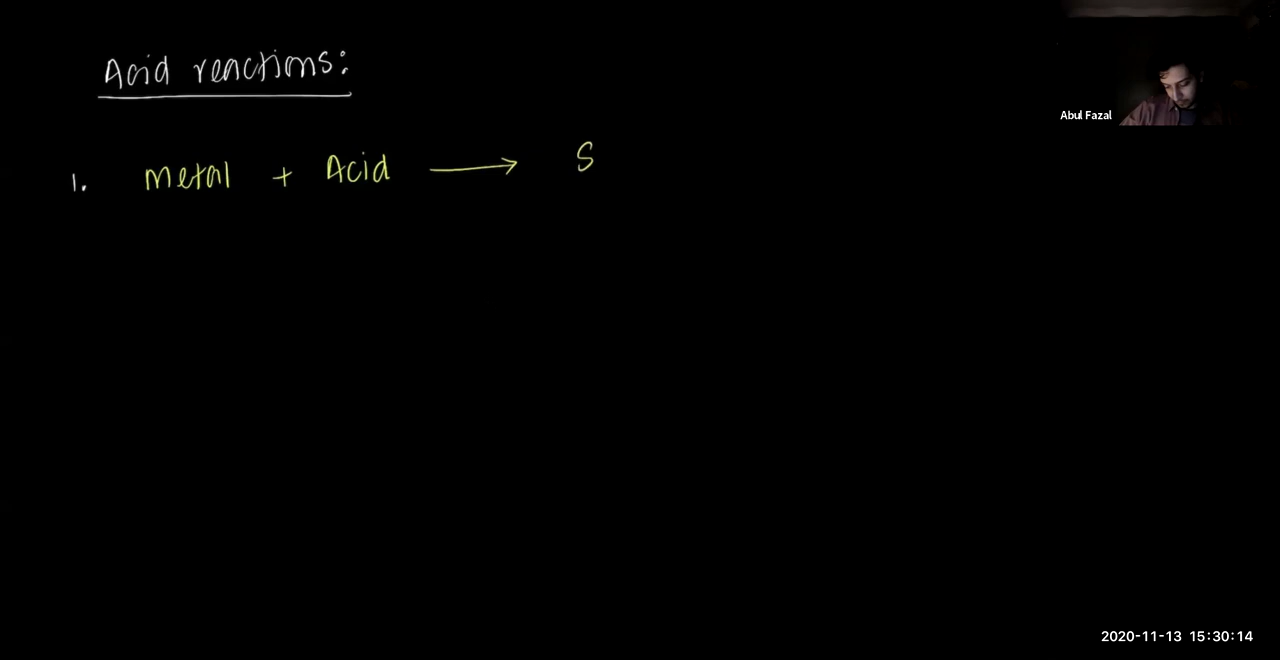 Acid reactions:
Abul Fazal
1. Metal + Acid ⟶ S
2020-11-13 15:30:14